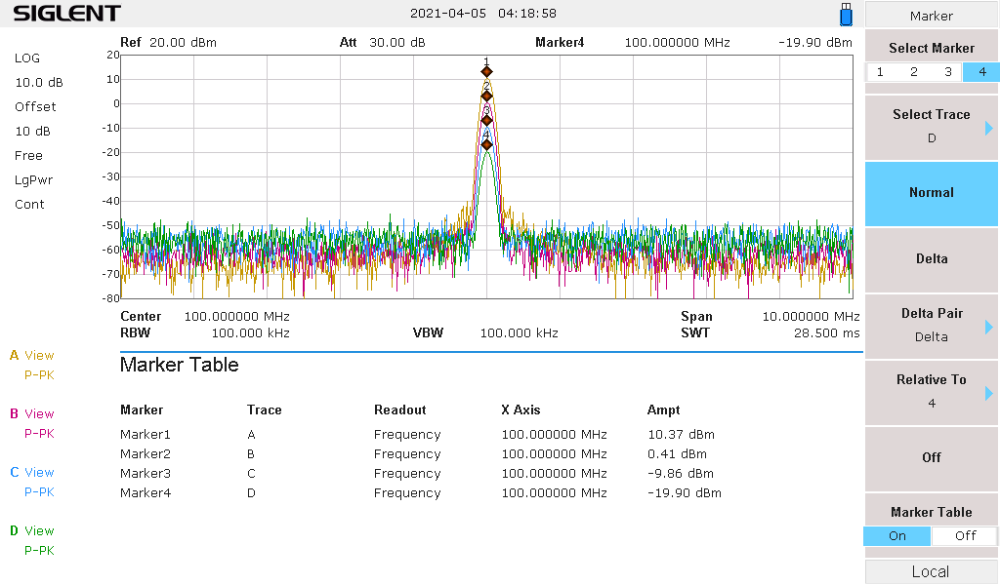 SIGLENT 2021-04-05 04:18:58 Marker
Ref 20.00 dBm Att 30.00 dB Marker4 100.000000 MHz -19.90 dBm
Select Marker
1 2 3 4
LOG
10.0 dB
Offset
10 dB
Free
LgPwr
Cont
20
10
0
-10
-20
-30
-40
-50
-60
-70
-80
1
2
3
4
Select Trace
D
Normal
Delta
Delta Pair
Delta
Relative To
4
Off
Marker Table
On Off
Local
Center 100.000000 MHz Span 10.000000 MHz
RBW 100.000 kHz VBW 100.000 kHz SWT 28.500 ms
A View
P-PK
B View
P-PK
C View
P-PK
D View
P-PK
Marker Table
Marker Trace Readout X Axis Ampt
Marker1 A Frequency 100.000000 MHz 10.37 dBm
Marker2 B Frequency 100.000000 MHz 0.41 dBm
Marker3 C Frequency 100.000000 MHz -9.86 dBm
Marker4 D Frequency 100.000000 MHz -19.90 dBm